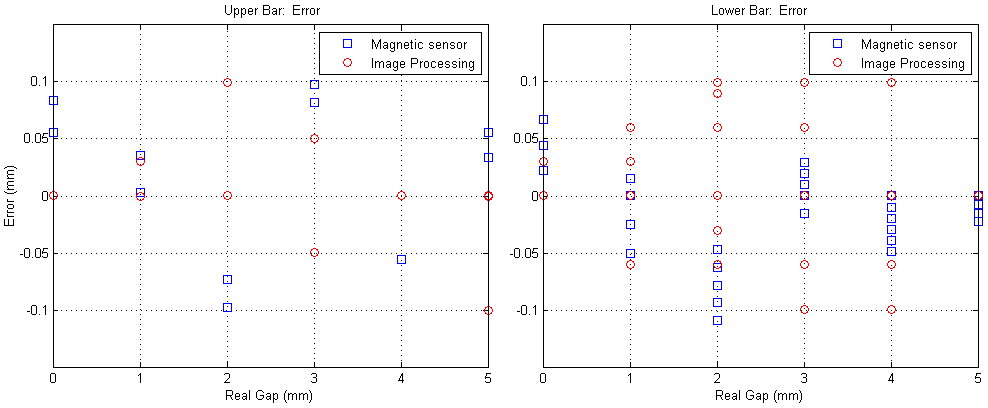 Upper Bar: Error
Magnetic sensor
Image Processing
0.1
0.05
0
-0.05
-0.1
Error (mm)
0 1 2 3 4 5
Real Gap (mm)
Lower Bar: Error
Magnetic sensor
Image Processing
0.1
0.05
0
-0.05
-0.1
0 1 2 3 4 5
Real Gap (mm)